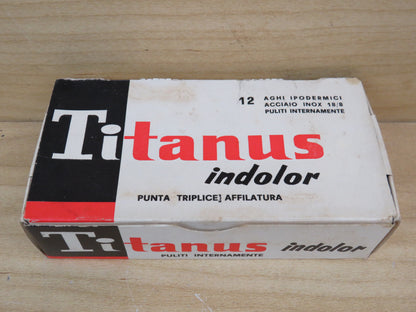 12 AGHI IPODERMICI
ACCIAIO INOX 18/8
PULITI INTERNAMENTE
Titanus
indolor
PUNTA TRIPLICE AFFILATURA
Titanus indolor
PULITI INTERNAMENTE